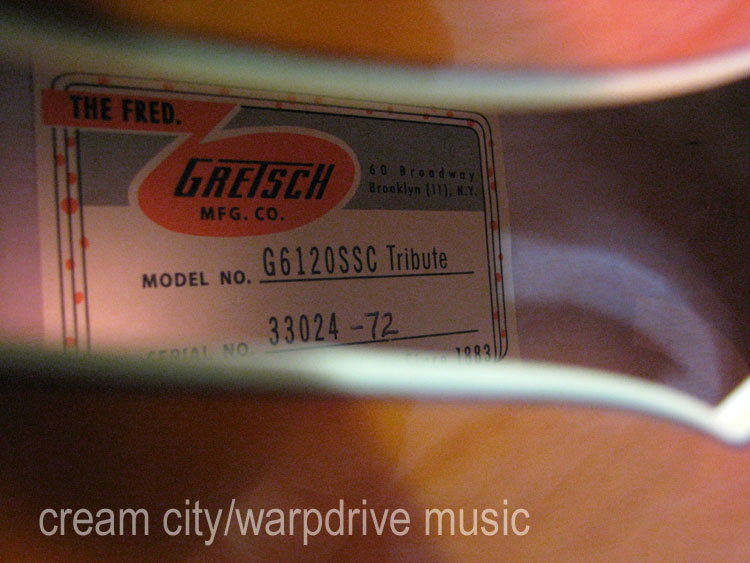 THE FRED.
GRETSCH
MFG. CO.
60 Broadway
Brooklyn (11), N.Y.
MODEL NO. G6120SSC Tribute
SERIAL NO. 33024 -72
Since 1883
cream city/warpdrive music